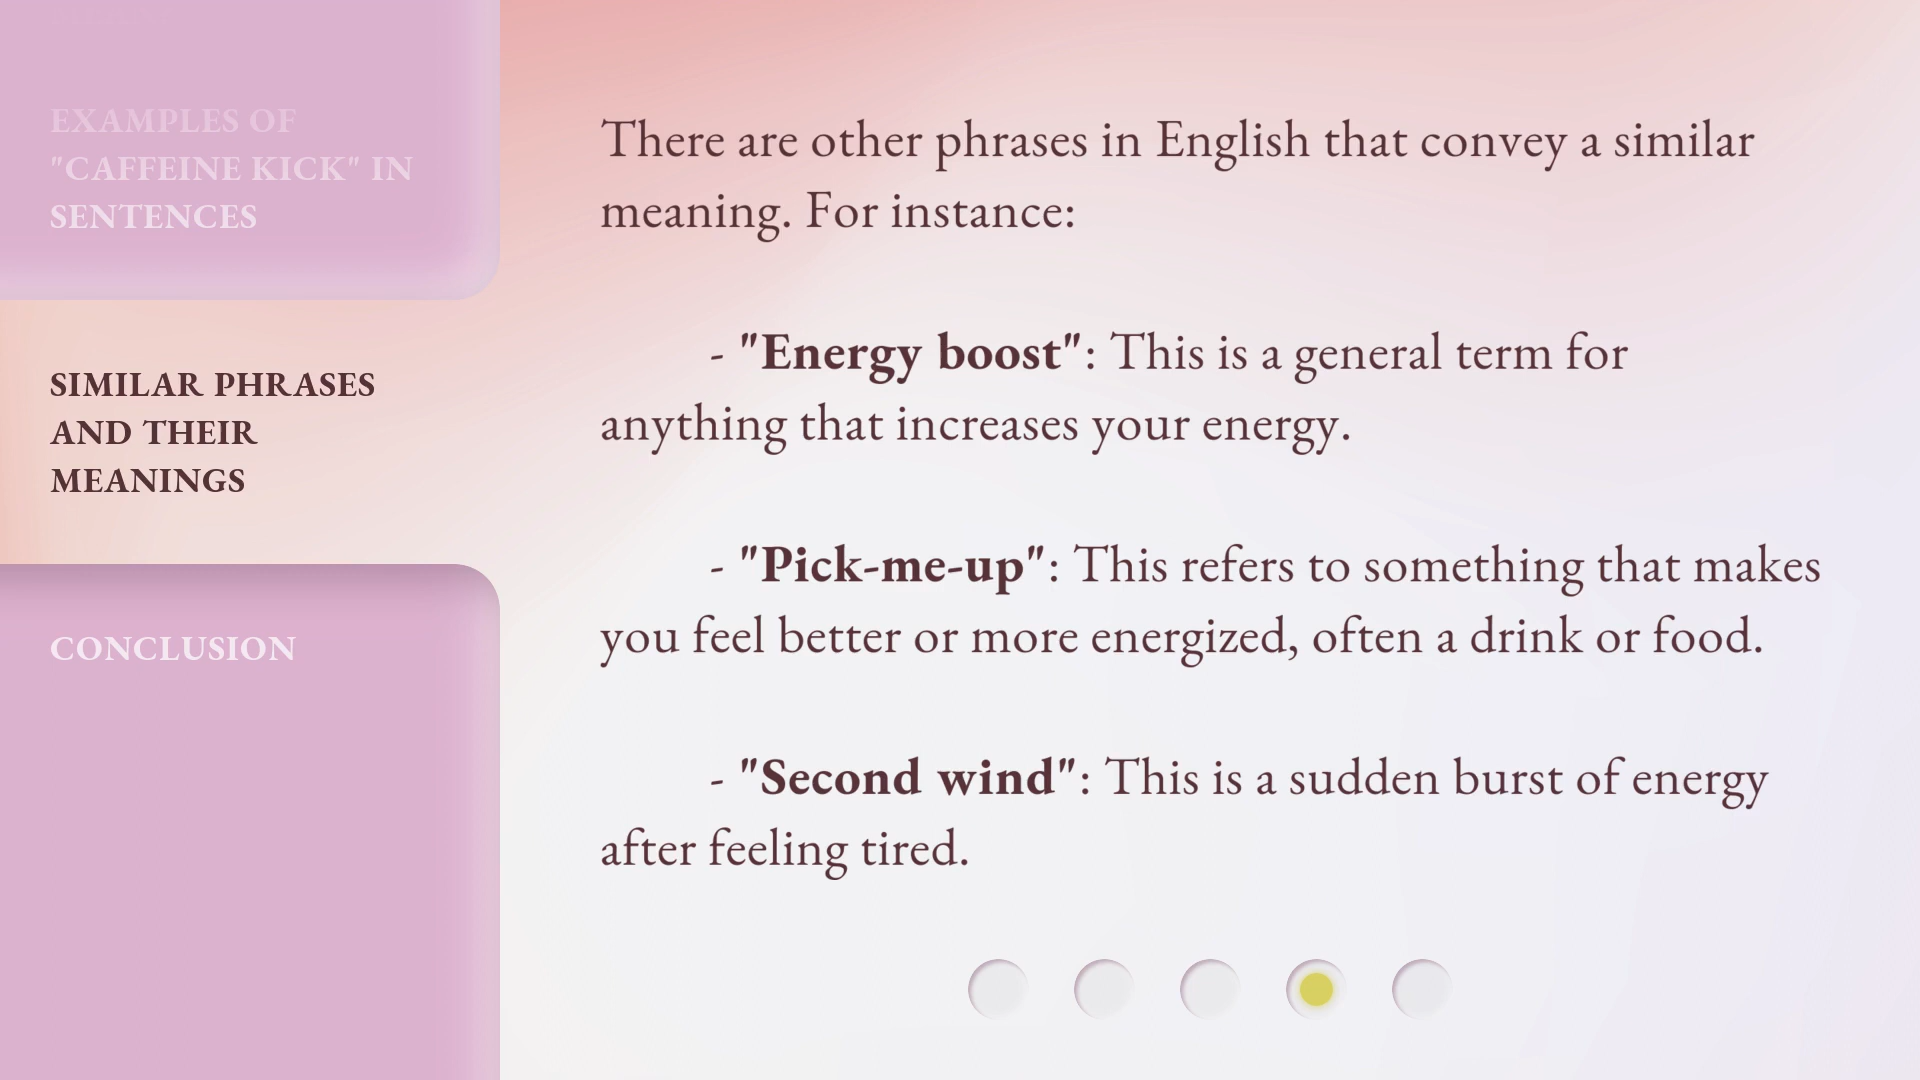 EXAMPLES OF
"CAFFEINE KICK" IN
SENTENCES
SIMILAR PHRASES
AND THEIR
MEANINGS
CONCLUSION
There are other phrases in English that convey a similar
meaning. For instance:
- "Energy boost": This is a general term for
anything that increases your energy.
- "Pick-me-up": This refers to something that makes
you feel better or more energized, often a drink or food.
- "Second wind": This is a sudden burst of energy
after feeling tired.